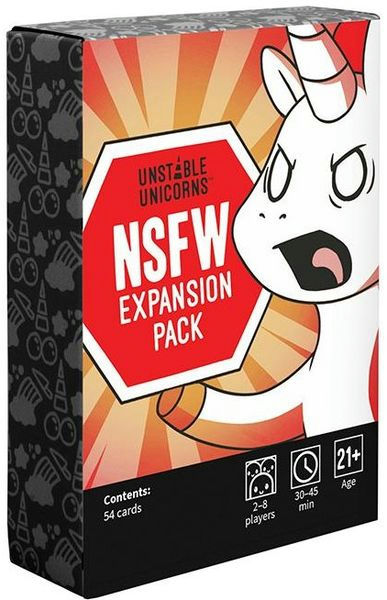 UNSTABLE
UNICORNS™
NSFW
EXPANSION
PACK
Contents:
54 cards
2–8
players
30–45
min
21+
Age